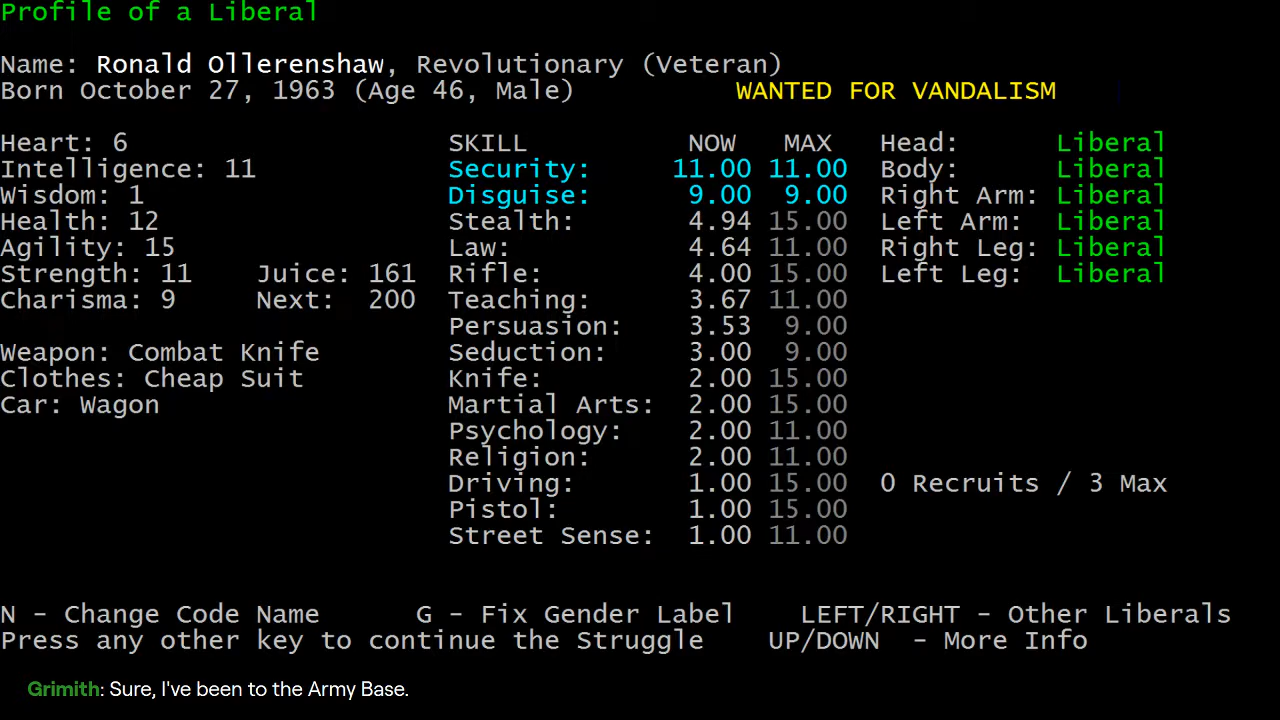 Profile of a Liberal
Name: Ronald Ollerenshaw, Revolutionary (Veteran)
Born October 27, 1963 (Age 46, Male) WANTED FOR VANDALISM
Heart: 6 SKILL NOW MAX Head: Liberal
Intelligence: 11 Security: 11.00 11.00 Body: Liberal
Wisdom: 1 Disguise: 9.00 9.00 Right Arm: Liberal
Health: 12 Stealth: 4.94 15.00 Left Arm: Liberal
Agility: 15 Law: 4.64 11.00 Right Leg: Liberal
Strength: 11 Juice: 161 Rifle: 4.00 15.00 Left Leg: Liberal
Charisma: 9 Next: 200 Teaching: 3.67 11.00
Persuasion: 3.53 9.00
Weapon: Combat Knife Seduction: 3.00 9.00
Clothes: Cheap Suit Knife: 2.00 15.00
Car: Wagon Martial Arts: 2.00 15.00
Psychology: 2.00 11.00
Religion: 2.00 11.00
Driving: 1.00 15.00 0 Recruits / 3 Max
Pistol: 1.00 15.00
Street Sense: 1.00 11.00
N - Change Code Name G - Fix Gender Label LEFT/RIGHT - Other Liberals
Press any other key to continue the Struggle UP/DOWN - More Info
Grimith: Sure, I've been to the Army Base.